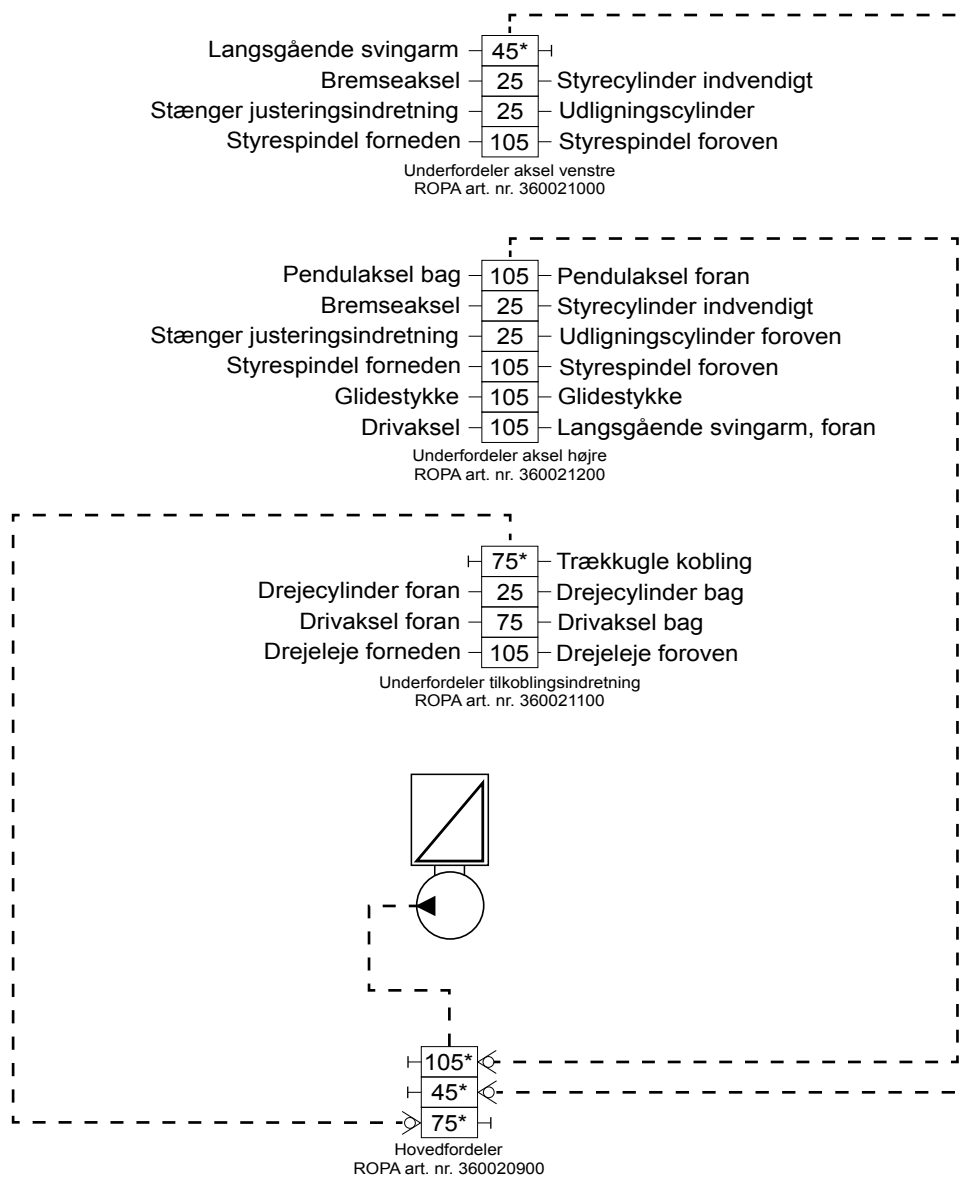 Langsgående svingarm 45*
Bremseaksel 25 Styrecylinder indvendigt
Stænger justeringsindretning 25 Udligningscylinder
Styrespindel forneden 105 Styrespindel foroven
Underfordeler aksel venstre
ROPA art. nr. 360021000
Pendulaksel bag 105 Pendulaksel foran
Bremseaksel 25 Styrecylinder indvendigt
Stænger justeringsindretning 25 Udligningscylinder foroven
Styrespindel forneden 105 Styrespindel foroven
Glidestykke 105 Glidestykke
Drivaksel 105 Langsgående svingarm, foran
Underfordeler aksel højre
ROPA art. nr. 360021200
75* Trækkugle kobling
Drejecylinder foran 25 Drejecylinder bag
Drivaksel foran 75 Drivaksel bag
Drejeleje forneden 105 Drejeleje foroven
Underfordeler tilkoblingsindretning
ROPA art. nr. 360021100
105*
45*
75*
Hovedfordeler
ROPA art. nr. 360020900